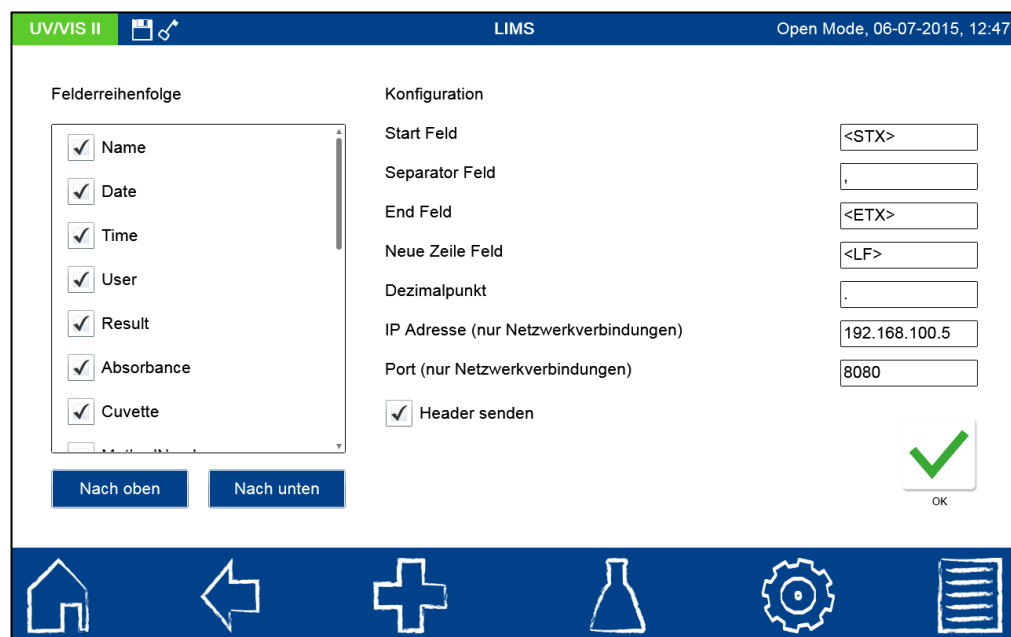 UV/VIS II LIMS Open Mode, 06-07-2015, 12:47
Felderreihenfolge
Name
Date
Time
User
Result
Absorbance
Cuvette
Nach oben Nach unten
Konfiguration
Start Feld <STX>
Separator Feld ,
End Feld <ETX>
Neue Zeile Feld <LF>
Dezimalpunkt .
IP Adresse (nur Netzwerkverbindungen) 192.168.100.5
Port (nur Netzwerkverbindungen) 8080
Header senden
OK